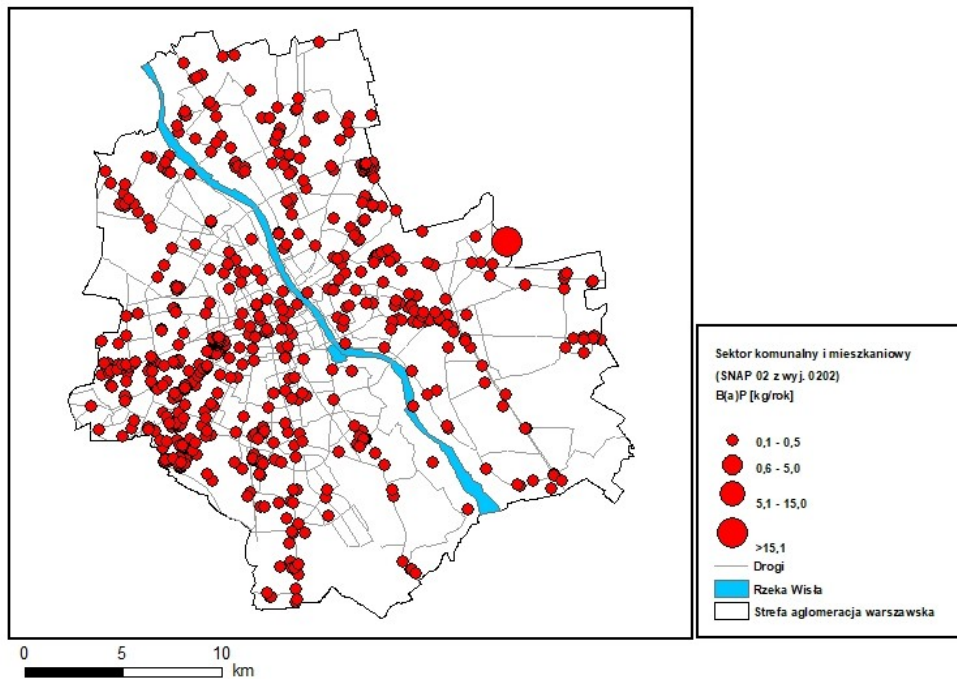 Sektor komunalny i mieszkaniowy
(SNAP 02 z wyj. 0202)
B(a)P [kg/rok]
0,1 - 0,5
0,6 - 5,0
5,1 - 15,0
>15,1
Drogi
Rzeka Wisła
Strefa aglomeracja warszawska
0 5 10
km